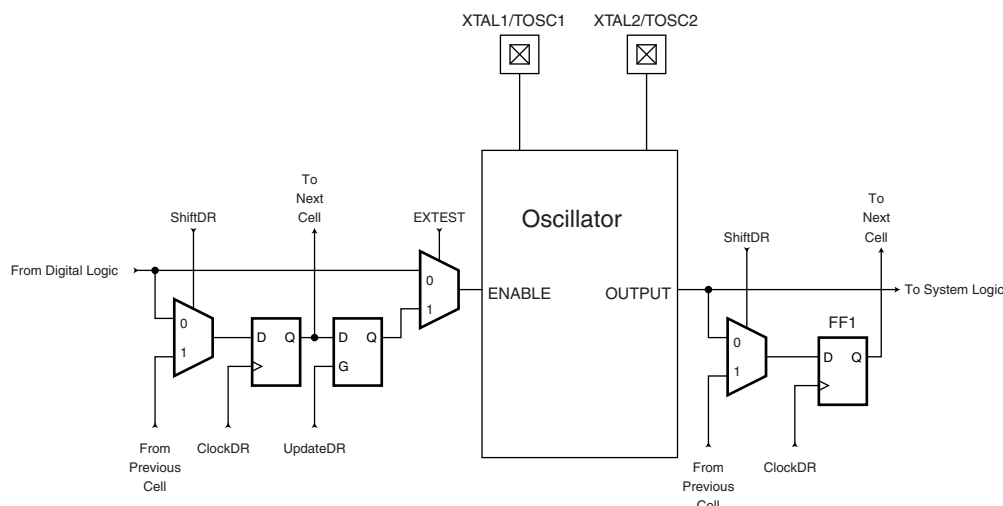 XTAL1/TOSC1
XTAL2/TOSC2
To
Next
Cell
ShiftDR
EXTEST
From Digital Logic
0
1
D Q
D Q
G
0
1
From
Previous
Cell
ClockDR
UpdateDR
Oscillator
ENABLE
OUTPUT
To
Next
Cell
ShiftDR
To System Logic
FF1
0
1
D Q
From
Previous
Cell
ClockDR